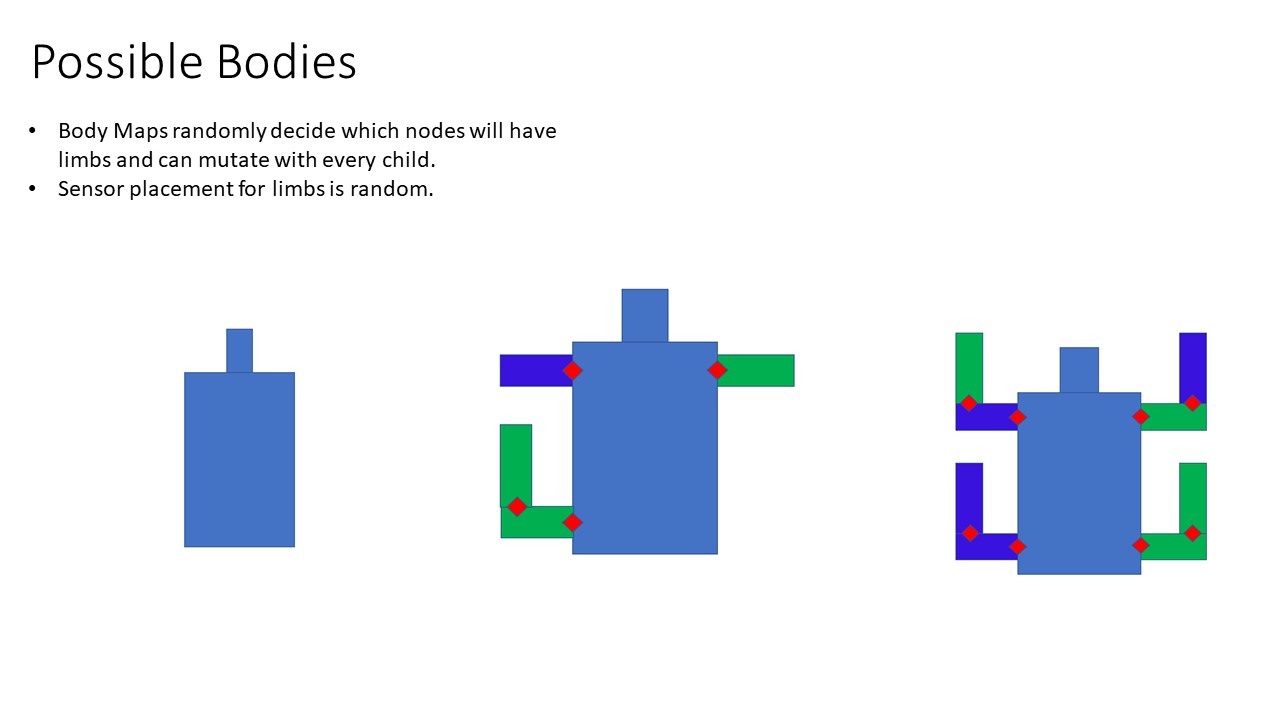 Possible Bodies
• Body Maps randomly decide which nodes will have
limbs and can mutate with every child.
• Sensor placement for limbs is random.